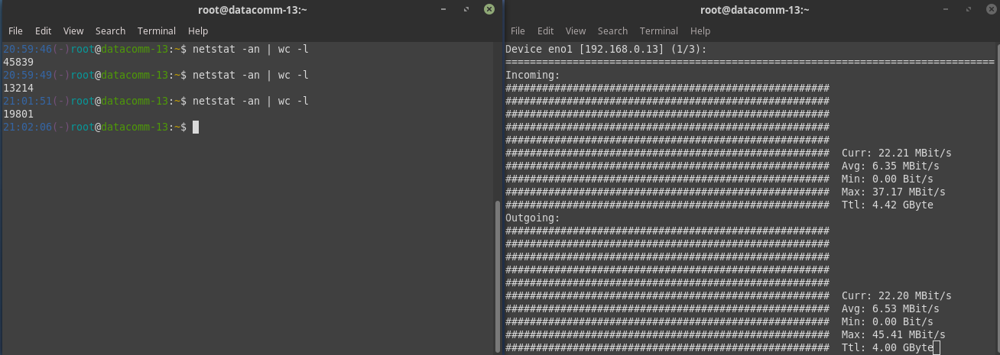 root@datacomm-13:~
File Edit View Search Terminal Help
20:59:46(-)root@datacomm-13:~$ netstat -an | wc -l
45839
20:59:49(-)root@datacomm-13:~$ netstat -an | wc -l
13214
21:01:51(-)root@datacomm-13:~$ netstat -an | wc -l
19801
21:02:06(-)root@datacomm-13:~$
root@datacomm-13:~
File Edit View Search Terminal Help
Device eno1 [192.168.0.13] (1/3):
================================================================================
Incoming:
#####################################################
#####################################################
#####################################################
#####################################################
#####################################################
##################################################### Curr: 22.21 MBit/s
##################################################### Avg: 6.35 MBit/s
##################################################### Min: 0.00 Bit/s
##################################################### Max: 37.17 MBit/s
##################################################### Ttl: 4.42 GByte
Outgoing:
#####################################################
#####################################################
#####################################################
#####################################################
#####################################################
##################################################### Curr: 22.20 MBit/s
##################################################### Avg: 6.53 MBit/s
##################################################### Min: 0.00 Bit/s
##################################################### Max: 45.41 MBit/s
##################################################### Ttl: 4.00 GByte